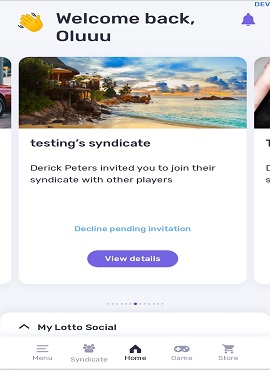 DEV
Welcome back,
Oluuu
testing's syndicate
Derick Peters invited you to join their
syndicate with other players
Decline pending invitation
View details
My Lotto Social
Menu
Syndicate
Home
Game
Store